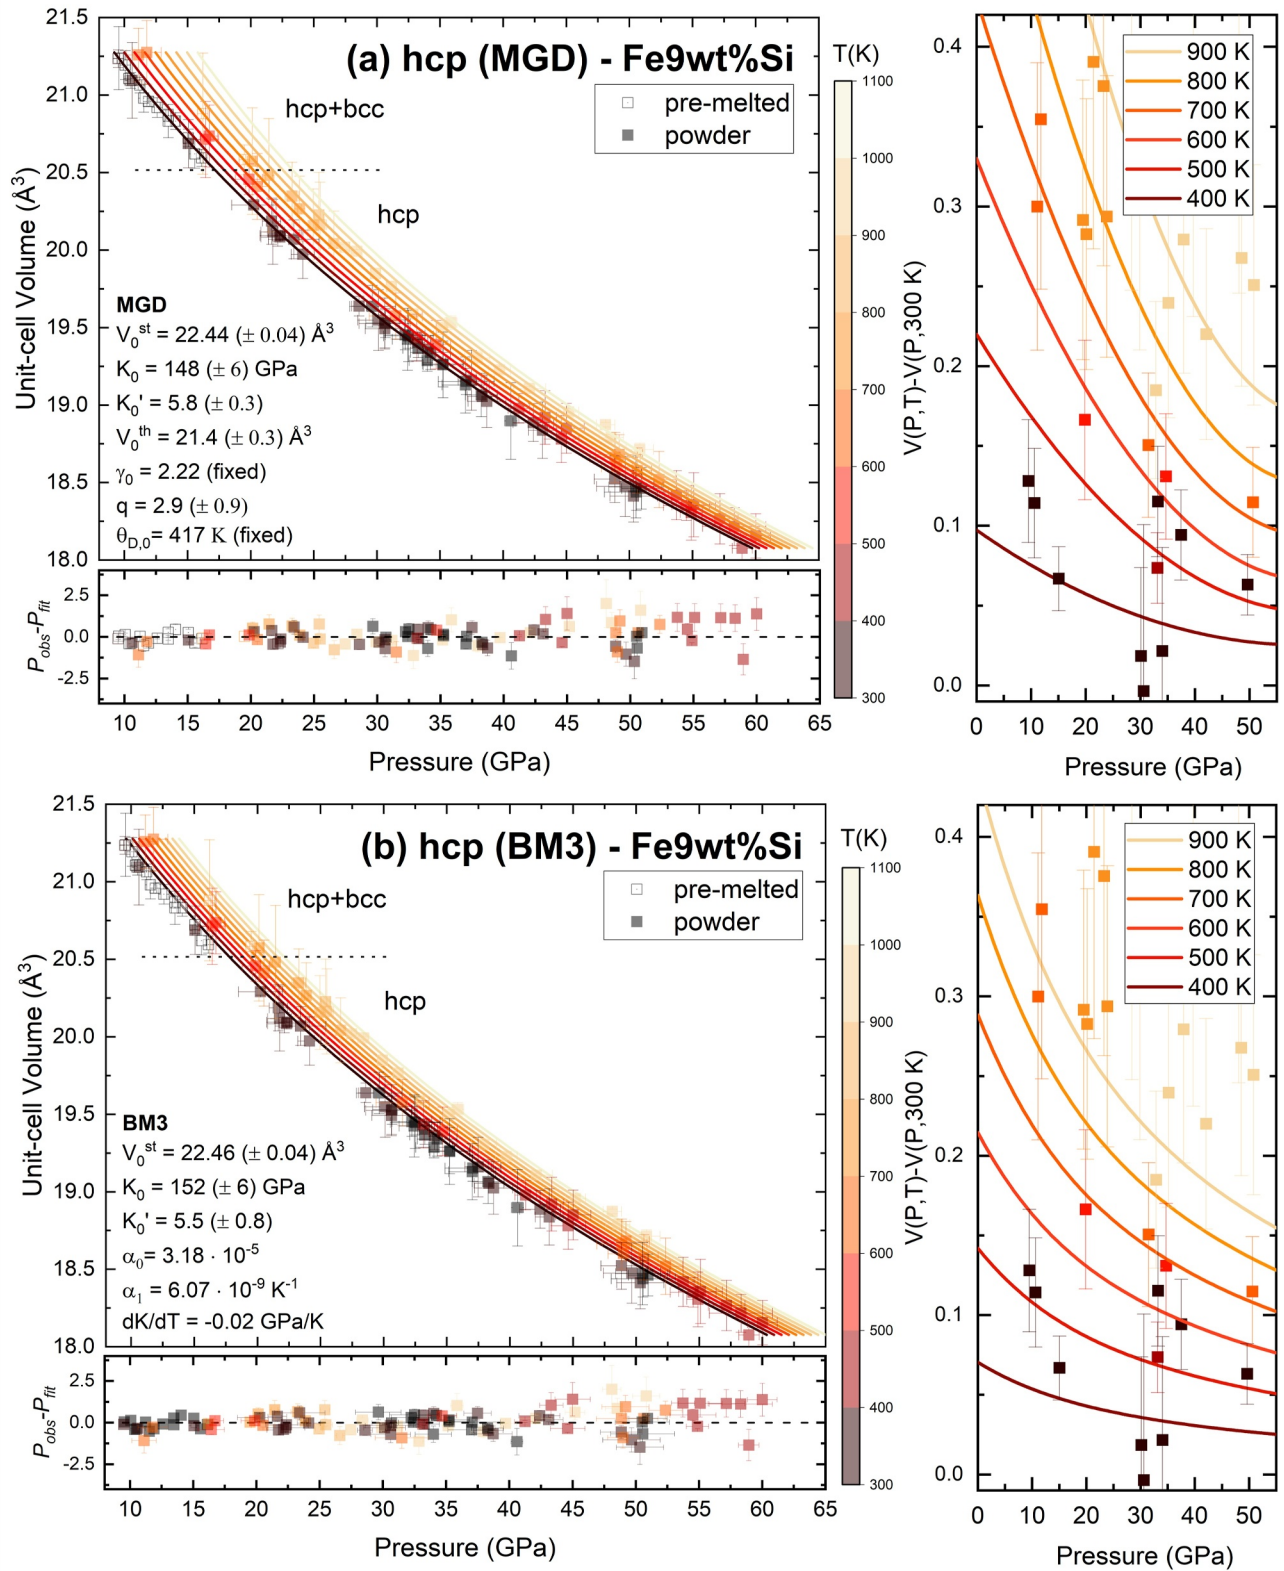 (a) hcp (MGD) - Fe9wt%Si
pre-melted
powder
hcp+bcc
hcp
MGD
V₀ˢᵗ = 22.44 (± 0.04) Å³
K₀ = 148 (± 6) GPa
K₀' = 5.8 (± 0.3)
V₀ᵗʰ = 21.4 (± 0.3) Å³
γ₀ = 2.22 (fixed)
q = 2.9 (± 0.9)
θ_D,0= 417 K (fixed)
Unit-cell Volume (Å³)
21.5
21.0
20.5
20.0
19.5
19.0
18.5
18.0
P_obs-P_fit
2.5
0.0
-2.5
10 15 20 25 30 35 40 45 50 55 60 65
Pressure (GPa)
T(K)
1100
1000
900
800
700
600
500
400
300
V(P,T)-V(P,300 K)
0.4
0.3
0.2
0.1
0.0
900 K
800 K
700 K
600 K
500 K
400 K
0 10 20 30 40 50
Pressure (GPa)
(b) hcp (BM3) - Fe9wt%Si
pre-melted
powder
hcp+bcc
hcp
BM3
V₀ˢᵗ = 22.46 (± 0.04) Å³
K₀ = 152 (± 6) GPa
K₀' = 5.5 (± 0.8)
α₀= 3.18 · 10⁻⁵
α₁ = 6.07 · 10⁻⁹ K⁻¹
dK/dT = -0.02 GPa/K
Unit-cell Volume (Å³)
21.5
21.0
20.5
20.0
19.5
19.0
18.5
18.0
P_obs-P_fit
2.5
0.0
-2.5
10 15 20 25 30 35 40 45 50 55 60 65
Pressure (GPa)
T(K)
1100
1000
900
800
700
600
500
400
300
V(P,T)-V(P,300 K)
0.4
0.3
0.2
0.1
0.0
900 K
800 K
700 K
600 K
500 K
400 K
0 10 20 30 40 50
Pressure (GPa)